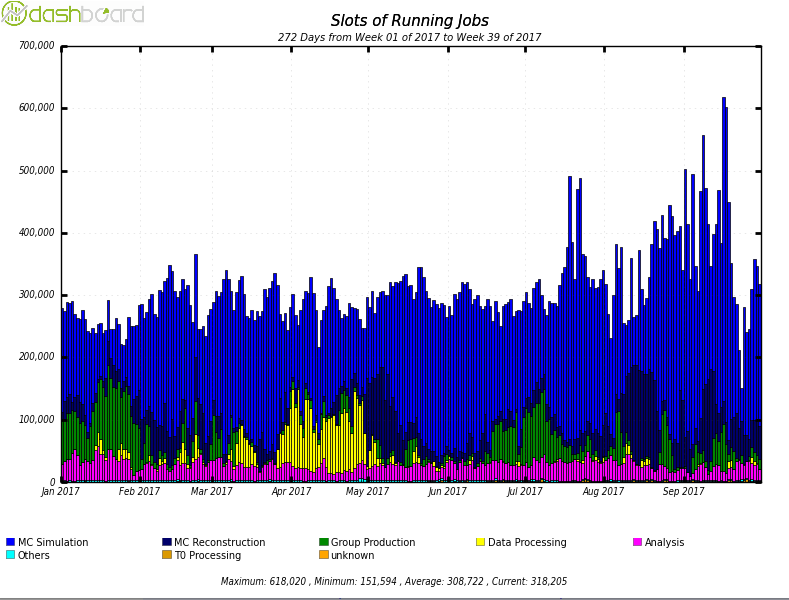 dashboard
Slots of Running Jobs
272 Days from Week 01 of 2017 to Week 39 of 2017
700,000
600,000
500,000
400,000
300,000
200,000
100,000
0
Jan 2017 Feb 2017 Mar 2017 Apr 2017 May 2017 Jun 2017 Jul 2017 Aug 2017 Sep 2017
MC Simulation MC Reconstruction Group Production Data Processing Analysis
Others T0 Processing unknown
Maximum: 618,020 , Minimum: 151,594 , Average: 308,722 , Current: 318,205